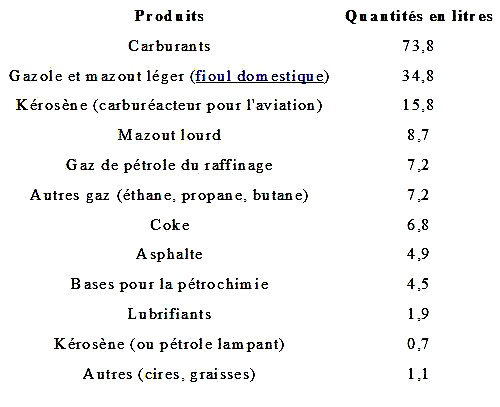 Produits Quantités en litres
Carburants 73,8
Gazole et mazout léger (fioul domestique) 34,8
Kérosène (carburéacteur pour l'aviation) 15,8
Mazout lourd 8,7
Gaz de pétrole du raffinage 7,2
Autres gaz (éthane, propane, butane) 7,2
Coke 6,8
Asphalte 4,9
Bases pour la pétrochimie 4,5
Lubrifiants 1,9
Kérosène (ou pétrole lampant) 0,7
Autres (cires, graisses) 1,1